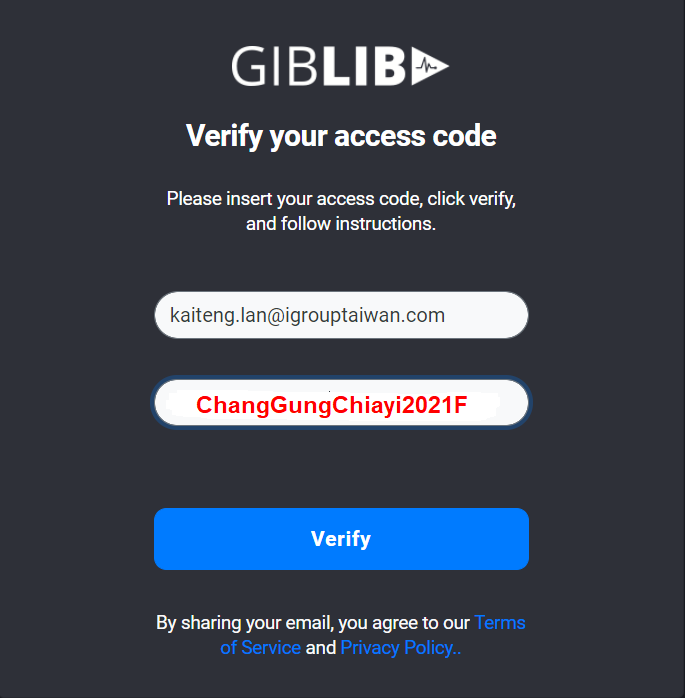 GIBLIB
Verify your access code
Please insert your access code, click verify,
and follow instructions.
kaiteng.lan@igrouptaiwan.com
ChangGungChiayi2021F
Verify
By sharing your email, you agree to our Terms
of Service and Privacy Policy..